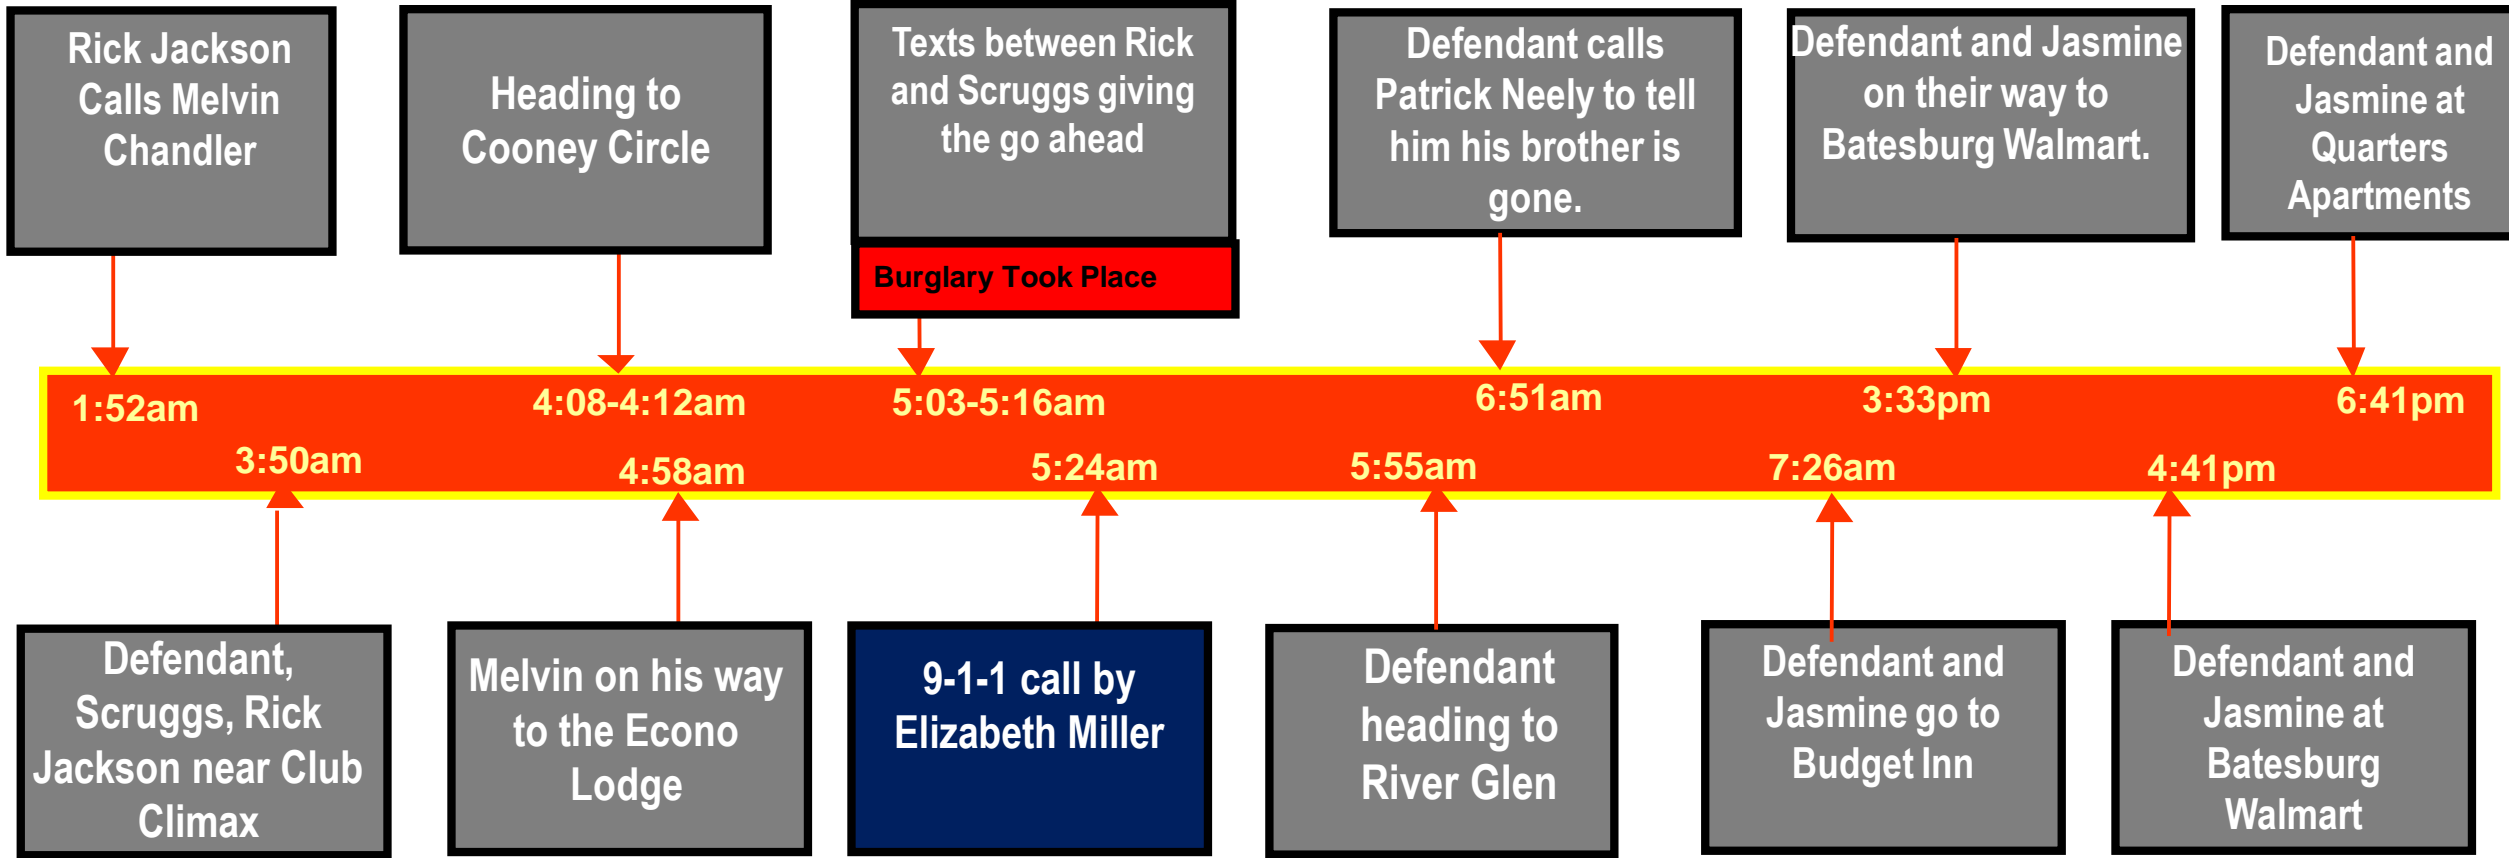 Rick Jackson
Calls Melvin
Chandler
Heading to
Cooney Circle
Texts between Rick
and Scruggs giving
the go ahead
Burglary Took Place
Defendant calls
Patrick Neely to tell
him his brother is
gone.
Defendant and Jasmine
on their way to
Batesburg Walmart.
Defendant and
Jasmine at
Quarters
Apartments
1:52am
4:08-4:12am
5:03-5:16am
6:51am
3:33pm
6:41pm
3:50am
4:58am
5:24am
5:55am
7:26am
4:41pm
Defendant,
Scruggs, Rick
Jackson near Club
Climax
Melvin on his way
to the Econo
Lodge
9-1-1 call by
Elizabeth Miller
Defendant
heading to
River Glen
Defendant and
Jasmine go to
Budget Inn
Defendant and
Jasmine at
Batesburg
Walmart